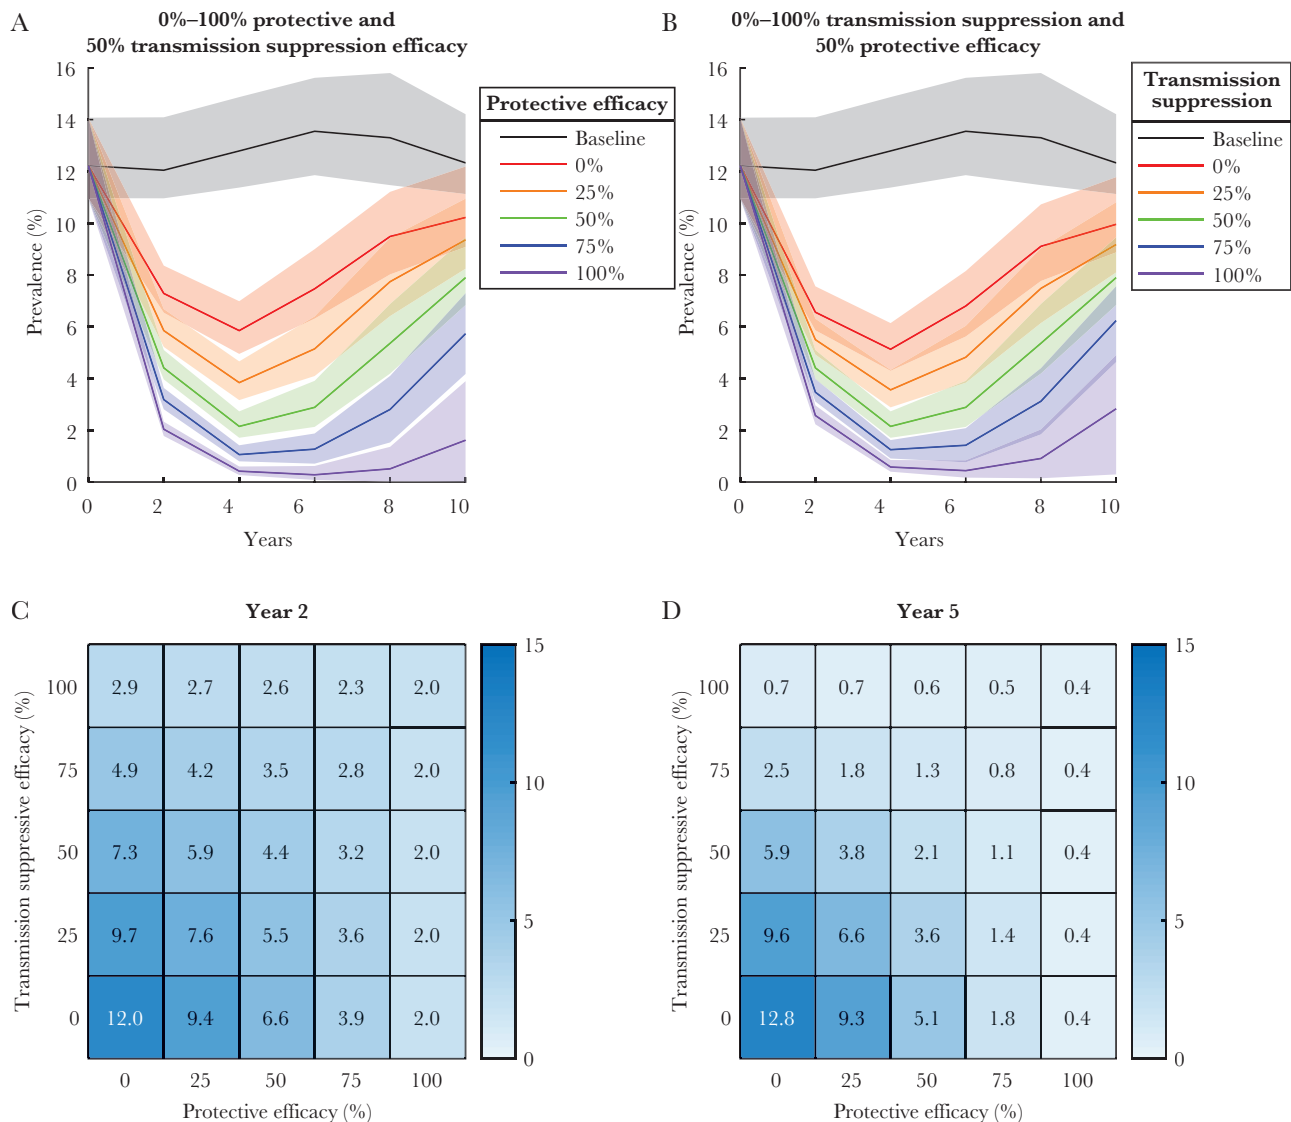 A
0%–100% protective and
50% transmission suppression efficacy
16
14
12
10
8
6
4
2
0
Prevalence (%)
0 2 4 6 8 10
Years
Protective efficacy
Baseline
0%
25%
50%
75%
100%
B
0%–100% transmission suppression and
50% protective efficacy
16
14
12
10
8
6
4
2
0
Prevalence (%)
0 2 4 6 8 10
Years
Transmission
suppression
Baseline
0%
25%
50%
75%
100%
C
Year 2
Transmission suppressive efficacy (%)
100 2.9 2.7 2.6 2.3 2.0
75 4.9 4.2 3.5 2.8 2.0
50 7.3 5.9 4.4 3.2 2.0
25 9.7 7.6 5.5 3.6 2.0
0 12.0 9.4 6.6 3.9 2.0
0 25 50 75 100
Protective efficacy (%)
15
10
5
0
D
Year 5
Transmission suppressive efficacy (%)
100 0.7 0.7 0.6 0.5 0.4
75 2.5 1.8 1.3 0.8 0.4
50 5.9 3.8 2.1 1.1 0.4
25 9.6 6.6 3.6 1.4 0.4
0 12.8 9.3 5.1 1.8 0.4
0 25 50 75 100
Protective efficacy (%)
15
10
5
0